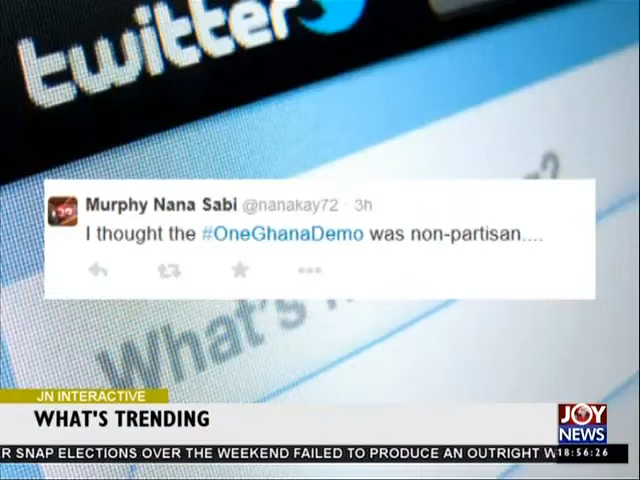 twitter
Murphy Nana Sabi @nanakay72 · 3h
I thought the #OneGhanaDemo was non-partisan....
What's
JN INTERACTIVE
WHAT'S TRENDING
JOY
NEWS
R SNAP ELECTIONS OVER THE WEEKEND FAILED TO PRODUCE AN OUTRIGHT W
18:56:26